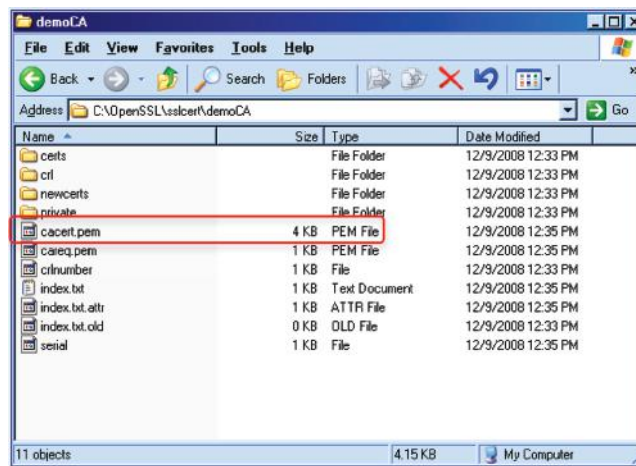 demoCA
File Edit View Favorites Tools Help
Back Search Folders »
Address C:\OpenSSL\sslcert\demoCA Go
Name Size Type Date Modified
certs File Folder 12/9/2008 12:33 PM
crl File Folder 12/9/2008 12:33 PM
newcerts File Folder 12/9/2008 12:33 PM
private File Folder 12/9/2008 12:33 PM
cacert.pem 4 KB PEM File 12/9/2008 12:35 PM
careq.pem 1 KB PEM File 12/9/2008 12:35 PM
crlnumber 1 KB File 12/9/2008 12:33 PM
index.txt 1 KB Text Document 12/9/2008 12:35 PM
index.txt.attr 1 KB ATTR File 12/9/2008 12:35 PM
index.txt.old 0 KB OLD File 12/9/2008 12:33 PM
serial 1 KB File 12/9/2008 12:35 PM
11 objects 4.15 KB My Computer